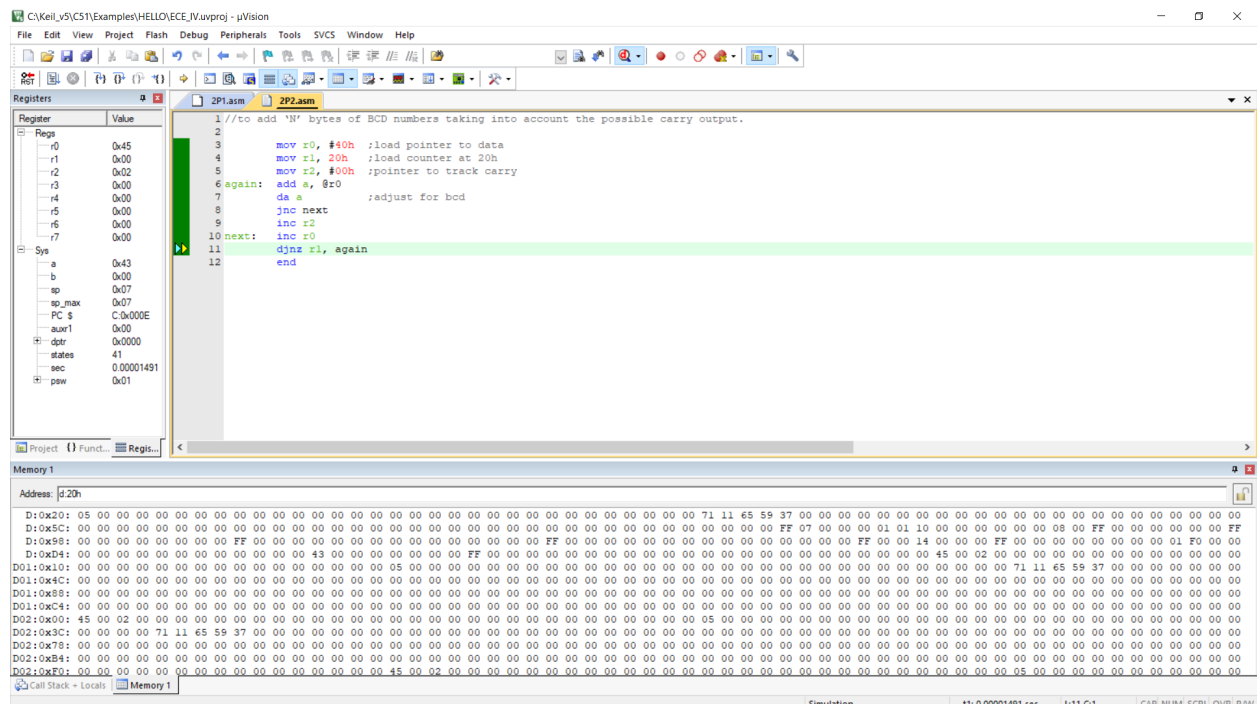 C:\Keil_v5\C51\Examples\HELLO\ECE_IV.uvproj - µVision
File Edit View Project Flash Debug Peripherals Tools SVCS Window Help
Registers
Register Value
Regs
r0 0x45
r1 0x00
r2 0x02
r3 0x00
r4 0x00
r5 0x00
r6 0x00
r7 0x00
Sys
a 0x43
b 0x00
sp 0x07
sp_max 0x07
PC $ C:0x000E
auxr1 0x00
dptr 0x0000
states 41
sec 0.00001491
psw 0x01
Project {} Funct... Regis...
2P1.asm 2P2.asm
1 //to add ‘N’ bytes of BCD numbers taking into account the possible carry output.
2
3 mov r0, #40h ;load pointer to data
4 mov r1, 20h ;load counter at 20h
5 mov r2, #00h ;pointer to track carry
6 again: add a, @r0
7 da a ;adjust for bcd
8 jnc next
9 inc r2
10 next: inc r0
11 djnz r1, again
12 end
Memory 1
Address: d:20h
D:0x20: 05 00 00 00 00 00 00 00 00 00 00 00 00 00 00 00 00 00 00 00 00 00 00 00 00 00 00 00 00 00 00 00 71 11 65 59 37 00 00 00 00 00 00 00 00 00 00 00 00 00 00 00 00 00 00 00 00 00 00 00
D:0x5C: 00 00 00 00 00 00 00 00 00 00 00 00 00 00 00 00 00 00 00 00 00 00 00 00 00 00 00 00 00 00 00 00 00 00 00 00 FF 07 00 00 00 01 01 10 00 00 00 00 00 00 08 00 FF 00 00 00 00 00 00 FF
D:0x98: 00 00 00 00 00 00 00 00 FF 00 00 00 00 00 00 00 00 00 00 00 00 00 00 00 FF 00 00 00 00 00 00 00 00 00 00 00 00 00 00 00 FF 00 00 14 00 00 00 FF 00 00 00 00 00 00 00 00 01 F0 00 00
D:0xD4: 00 00 00 00 00 00 00 00 00 00 00 00 43 00 00 00 00 00 00 00 FF 00 00 00 00 00 00 00 00 00 00 00 00 00 00 00 00 00 00 00 00 00 00 00 45 00 02 00 00 00 00 00 00 00 00 00 00 00 00 00
D01:0x10: 00 00 00 00 00 00 00 00 00 00 00 00 00 00 00 00 05 00 00 00 00 00 00 00 00 00 00 00 00 00 00 00 00 00 00 00 00 00 00 00 00 00 00 00 00 00 00 00 71 11 65 59 37 00 00 00 00 00 00 00
D01:0x4C: 00 00 00 00 00 00 00 00 00 00 00 00 00 00 00 00 00 00 00 00 00 00 00 00 00 00 00 00 00 00 00 00 00 00 00 00 00 00 00 00 00 00 00 00 00 00 00 00 00 00 00 00 00 00 00 00 00 00 00 00
D01:0x88: 00 00 00 00 00 00 00 00 00 00 00 00 00 00 00 00 00 00 00 00 00 00 00 00 00 00 00 00 00 00 00 00 00 00 00 00 00 00 00 00 00 00 00 00 00 00 00 00 00 00 00 00 00 00 00 00 00 00 00 00
D01:0xC4: 00 00 00 00 00 00 00 00 00 00 00 00 00 00 00 00 00 00 00 00 00 00 00 00 00 00 00 00 00 00 00 00 00 00 00 00 00 00 00 00 00 00 00 00 00 00 00 00 00 00 00 00 00 00 00 00 00 00 00 00
D02:0x00: 45 00 02 00 00 00 00 00 00 00 00 00 00 00 00 00 00 00 00 00 00 00 00 00 00 00 00 00 00 00 00 00 05 00 00 00 00 00 00 00 00 00 00 00 00 00 00 00 00 00 00 00 00 00 00 00 00 00 00 00
D02:0x3C: 00 00 00 00 71 11 65 59 37 00 00 00 00 00 00 00 00 00 00 00 00 00 00 00 00 00 00 00 00 00 00 00 00 00 00 00 00 00 00 00 00 00 00 00 00 00 00 00 00 00 00 00 00 00 00 00 00 00 00 00
D02:0x78: 00 00 00 00 00 00 00 00 00 00 00 00 00 00 00 00 00 00 00 00 00 00 00 00 00 00 00 00 00 00 00 00 00 00 00 00 00 00 00 00 00 00 00 00 00 00 00 00 00 00 00 00 00 00 00 00 00 00 00 00
D02:0xB4: 00 00 00 00 00 00 00 00 00 00 00 00 00 00 00 00 00 00 00 00 00 00 00 00 00 00 00 00 00 00 00 00 00 00 00 00 00 00 00 00 00 00 00 00 00 00 00 00 00 00 00 00 00 00 00 00 00 00 00 00
D02:0xF0: 00 00 00 00 00 00 00 00 00 00 00 00 00 00 00 00 45 00 02 00 00 00 00 00 00 00 00 00 00 00 00 00 00 00 00 00 00 00 00 00 00 00 00 00 00 00 00 00 05 00 00 00 00 00 00 00 00 00 00 00
Call Stack + Locals Memory 1
Simulation t1: 0.00001491 sec L:11 C:1 CAP NUM SCRL OVR R/W